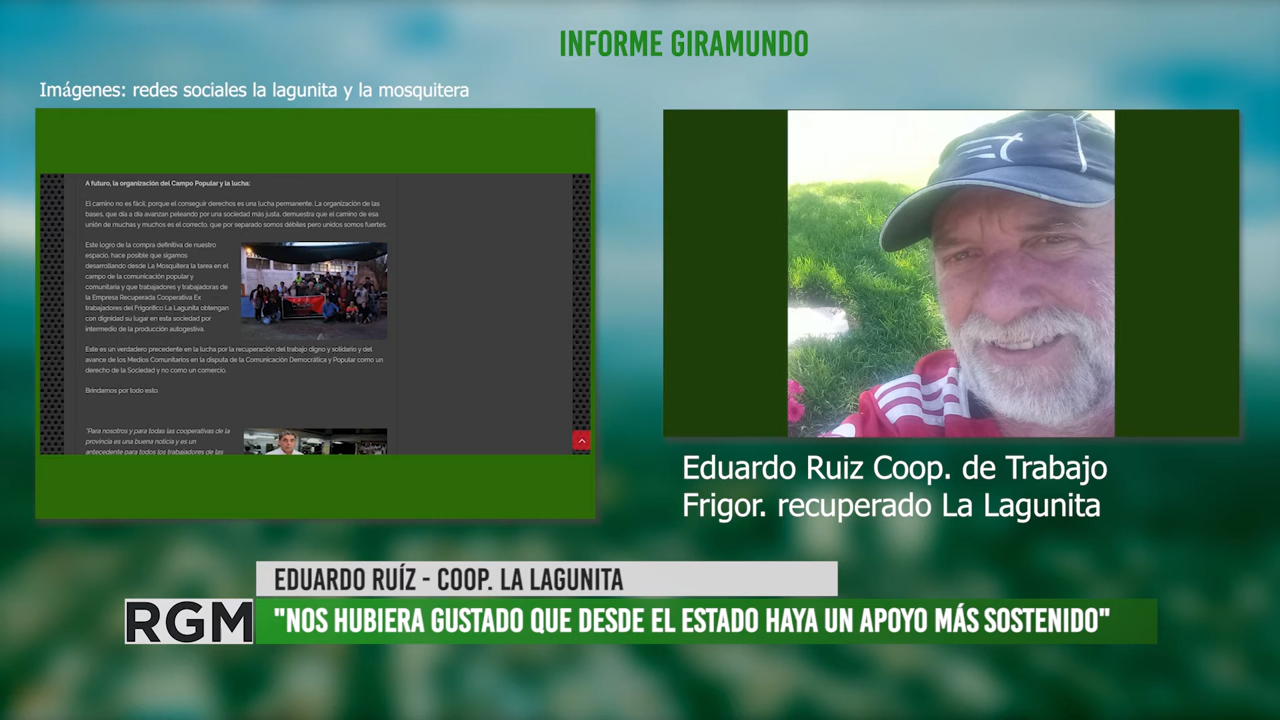 INFORME GIRAMUNDO
Imágenes: redes sociales la lagunita y la mosquitera
A futuro, la organización del Campo Popular y la lucha:
El camino no es fácil, porque el conseguir derechos es una lucha permanente. La organización de las
bases, que día a día avanzan peleando por una sociedad más justa, demuestra que el camino de esa
unión de muchas y muchos es el correcto, que por separado somos débiles pero unidos somos fuertes.
Este logro de la compra definitiva de nuestro
espacio, hace posible que sigamos
desarrollando desde La Mosquitera la tarea en el
campo de la comunicación popular y
comunitaria y que trabajadores y trabajadoras de
la Empresa Recuperada Cooperativa Ex
trabajadores del Frigorífico La Lagunita obtengan
con dignidad su lugar en esta sociedad por
intermedio de la producción autogestiva.
Este es un verdadero precedente en la lucha por la recuperación del trabajo digno y solidario y del
avance de los Medios Comunitarios en la disputa de la Comunicación Democrática y Popular como un
derecho de la Sociedad y no como un comercio.
Brindamos por todo esto.
"Para nosotros y para todas las cooperativas de la
provincia es una buena noticia y es un
antecedente para todos los trabajadores de las
Eduardo Ruiz Coop. de Trabajo
Frigor. recuperado La Lagunita
EDUARDO RUÍZ - COOP. LA LAGUNITA
RGM
"NOS HUBIERA GUSTADO QUE DESDE EL ESTADO HAYA UN APOYO MÁS SOSTENIDO"